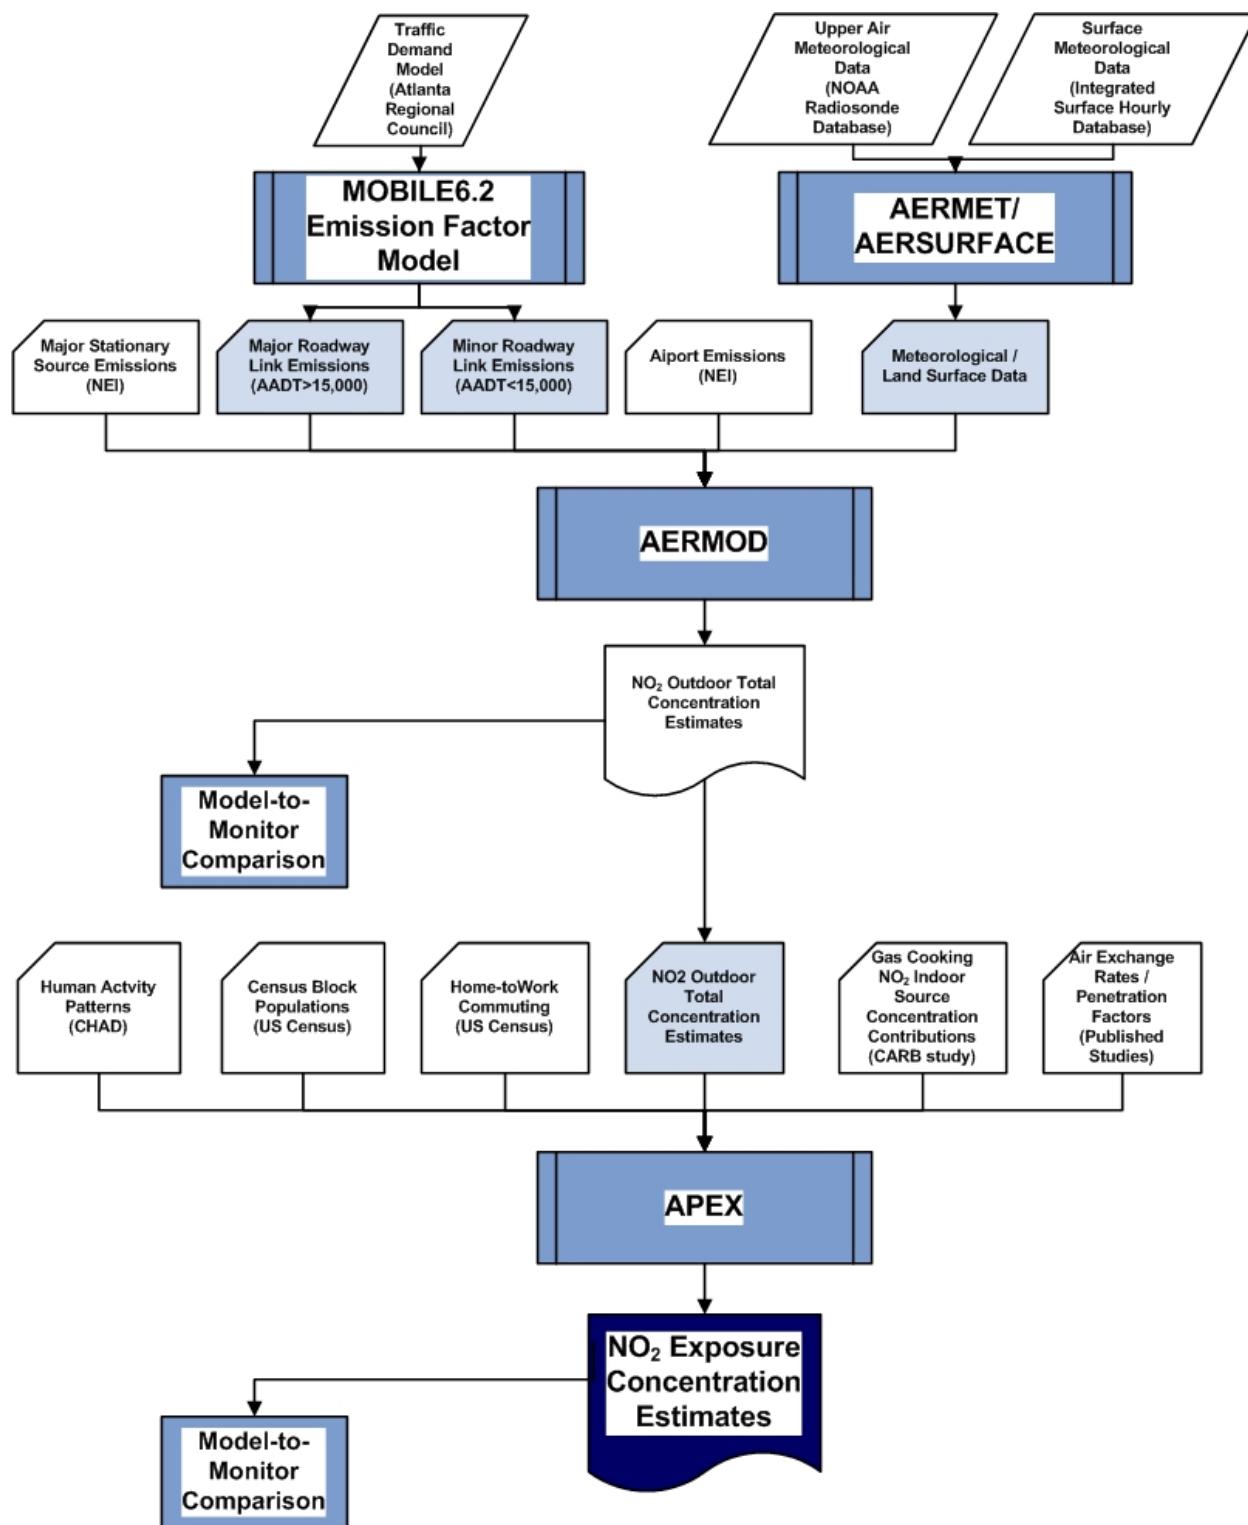 Traffic
Demand
Model
(Atlanta
Regional
Council)
Upper Air
Meteorological
Data
(NOAA
Radiosonde
Database)
Surface
Meteorological
Data
(Integrated
Surface Hourly
Database)
MOBILE6.2
Emission Factor
Model
AERMET/
AERSURFACE
Major Stationary
Source Emissions
(NEI)
Major Roadway
Link Emissions
(AADT>15,000)
Minor Roadway
Link Emissions
(AADT<15,000)
Aiport Emissions
(NEI)
Meteorological /
Land Surface Data
AERMOD
NO₂ Outdoor Total
Concentration
Estimates
Model-to-
Monitor
Comparison
Human Actvity
Patterns
(CHAD)
Census Block
Populations
(US Census)
Home-toWork
Commuting
(US Census)
NO2 Outdoor
Total
Concentration
Estimates
Gas Cooking
NO₂ Indoor
Source
Concentration
Contributions
(CARB study)
Air Exchange
Rates /
Penetration
Factors
(Published
Studies)
APEX
NO₂ Exposure
Concentration
Estimates
Model-to-
Monitor
Comparison